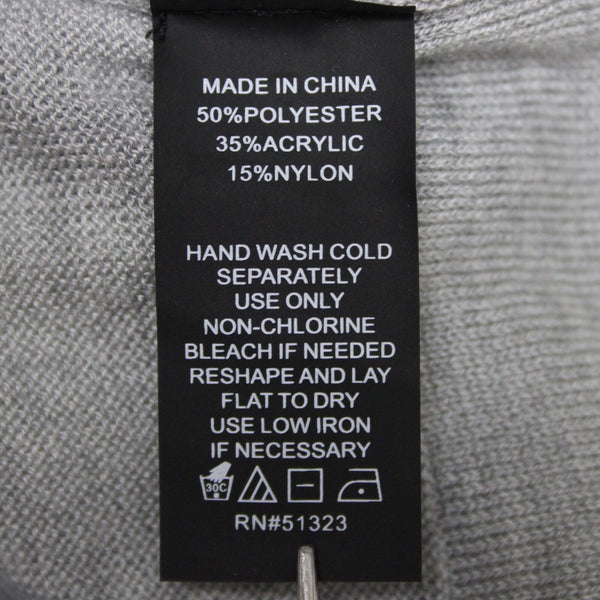 MADE IN CHINA
50%POLYESTER
35%ACRYLIC
15%NYLON
HAND WASH COLD
SEPARATELY
USE ONLY
NON-CHLORINE
BLEACH IF NEEDED
RESHAPE AND LAY
FLAT TO DRY
USE LOW IRON
IF NECESSARY
30C
RN#51323